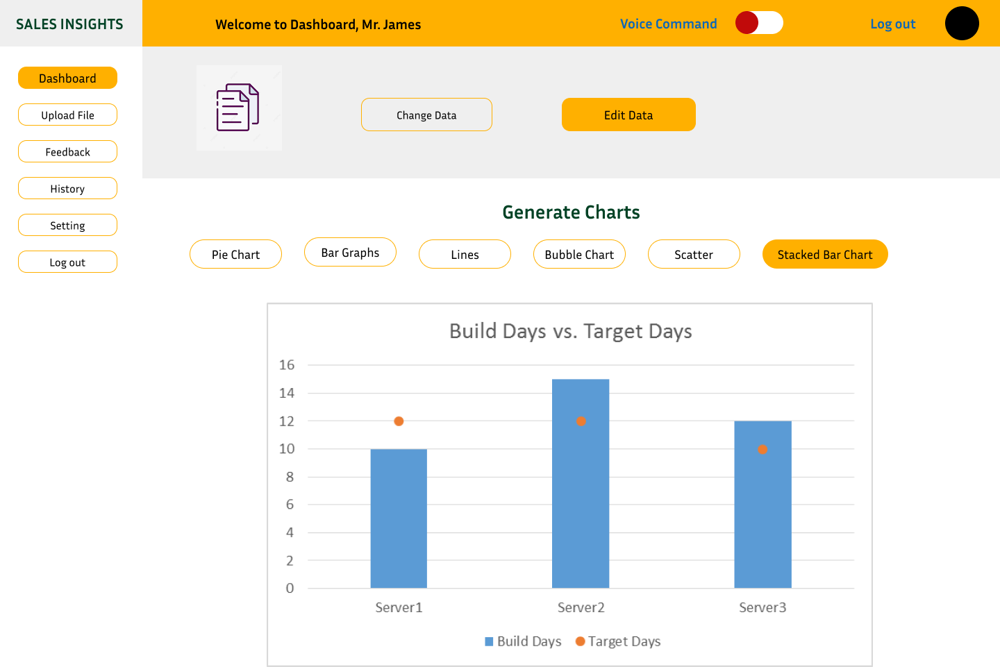 SALES INSIGHTS
Welcome to Dashboard, Mr. James
Voice Command
Log out
Dashboard
Upload File
Feedback
History
Setting
Log out
Change Data
Edit Data
Generate Charts
Pie Chart
Bar Graphs
Lines
Bubble Chart
Scatter
Stacked Bar Chart
Build Days vs. Target Days
16
14
12
10
8
6
4
2
0
Server1
Server2
Server3
Build Days
Target Days